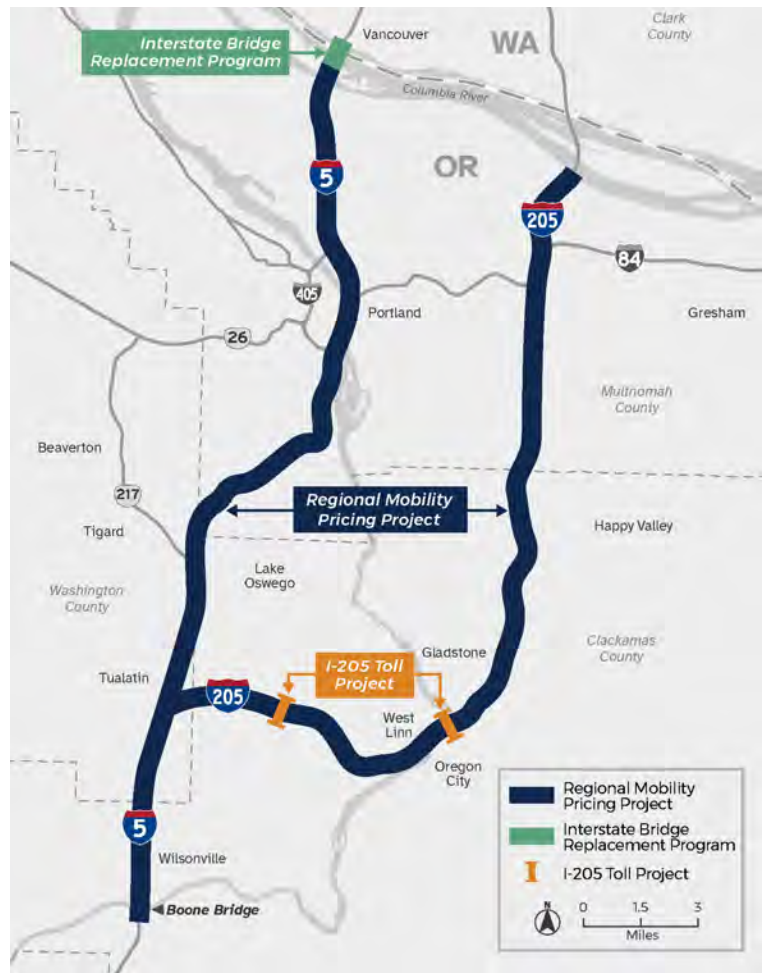 Interstate Bridge
Replacement Program
Vancouver
WA
Clark
County
Columbia River
OR
5
205
84
405
Portland
Gresham
26
Multnomah
County
Beaverton
217
Regional Mobility
Pricing Project
Tigard
Happy Valley
Lake
Oswego
Washington
County
Clackamas
County
Gladstone
I-205 Toll
Project
Tualatin
205
West
Linn
Oregon
City
5
Wilsonville
Boone Bridge
Regional Mobility
Pricing Project
Interstate Bridge
Replacement Program
I-205 Toll Project
N
0 1.5 3
Miles